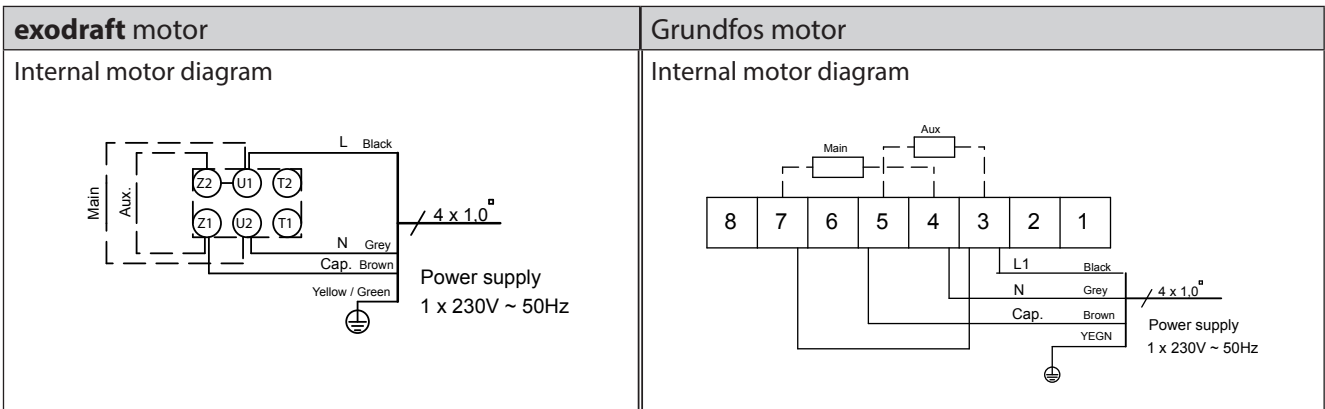 exodraft motor
Internal motor diagram
L Black
Z2 U1 T2
Main
Aux.
Z1 U2 T1
4 x 1,0
N Grey
Cap. Brown
Yellow / Green
Power supply
1 x 230V ~ 50Hz
Grundfos motor
Internal motor diagram
Aux
Main
8 7 6 5 4 3 2 1
L1 Black
N Grey
4 x 1,0
Cap. Brown
YEGN
Power supply
1 x 230V ~ 50Hz